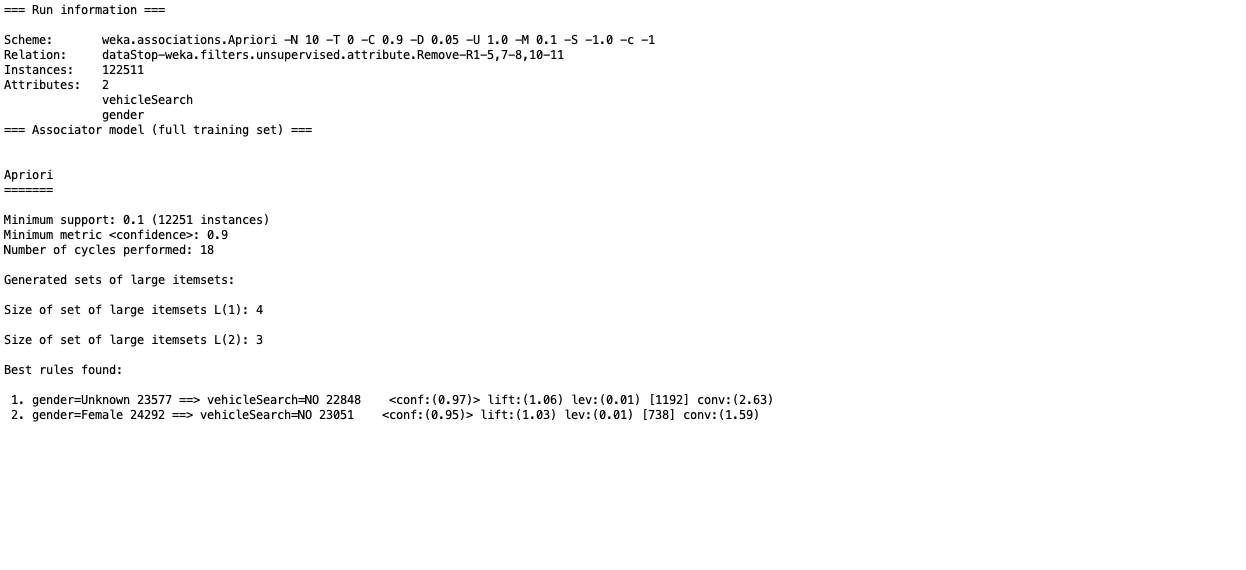 === Run information ===
Scheme: weka.associations.Apriori -N 10 -T 0 -C 0.9 -D 0.05 -U 1.0 -M 0.1 -S -1.0 -c -1
Relation: dataStop-weka.filters.unsupervised.attribute.Remove-R1-5,7-8,10-11
Instances: 122511
Attributes: 2
vehicleSearch
gender
=== Associator model (full training set) ===
Apriori
=======
Minimum support: 0.1 (12251 instances)
Minimum metric <confidence>: 0.9
Number of cycles performed: 18
Generated sets of large itemsets:
Size of set of large itemsets L(1): 4
Size of set of large itemsets L(2): 3
Best rules found:
1. gender=Unknown 23577 ==> vehicleSearch=NO 22848 <conf:(0.97)> lift:(1.06) lev:(0.01) [1192] conv:(2.63)
2. gender=Female 24292 ==> vehicleSearch=NO 23051 <conf:(0.95)> lift:(1.03) lev:(0.01) [738] conv:(1.59)